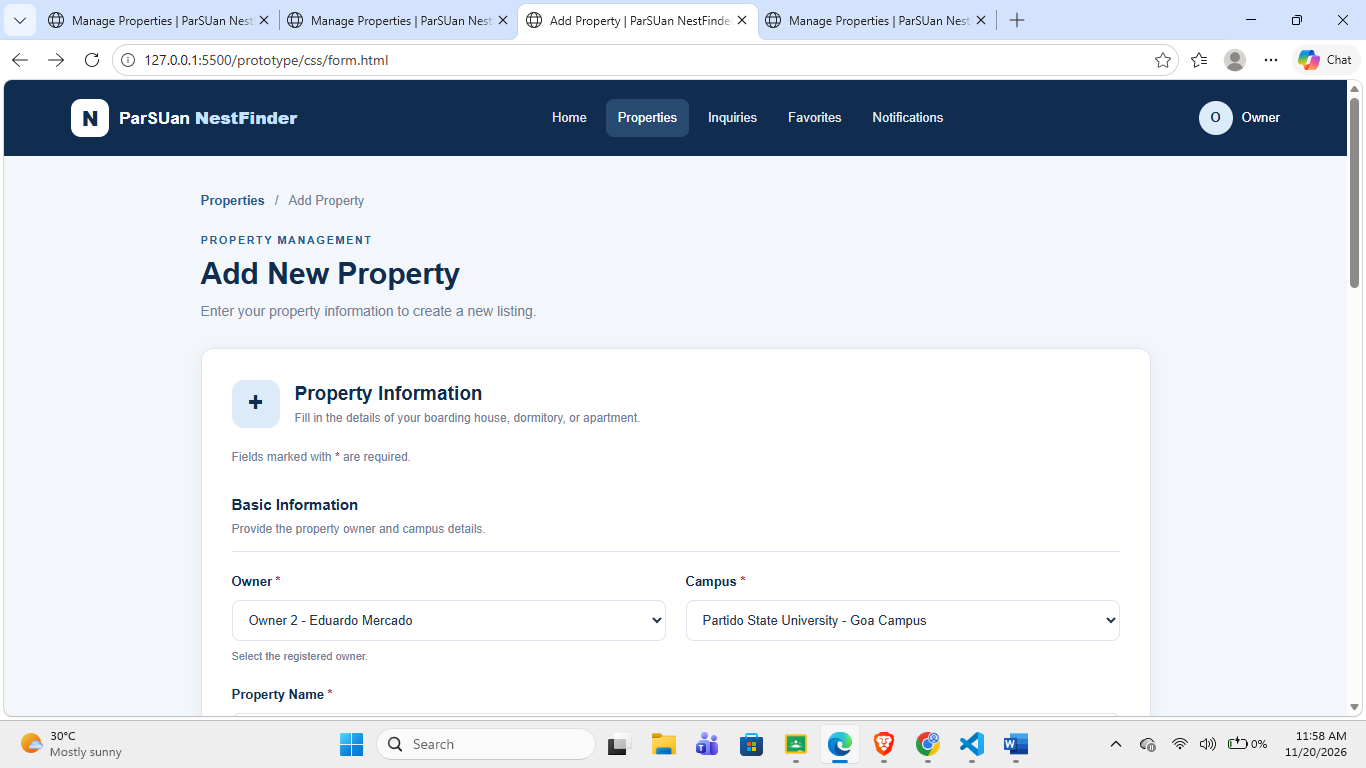 Manage Properties | ParSUan Nest
Manage Properties | ParSUan Nest
Add Property | ParSUan NestFinde
Manage Properties | ParSUan Nest
127.0.0.1:5500/prototype/css/form.html
Chat
N ParSUan NestFinder
Home Properties Inquiries Favorites Notifications
O Owner
Properties / Add Property
PROPERTY MANAGEMENT
Add New Property
Enter your property information to create a new listing.
+ Property Information
Fill in the details of your boarding house, dormitory, or apartment.
Fields marked with * are required.
Basic Information
Provide the property owner and campus details.
Owner * Campus *
Owner 2 - Eduardo Mercado Partido State University - Goa Campus
Select the registered owner.
Property Name *
30°C
Mostly sunny
Search
0%
11:58 AM
11/20/2026